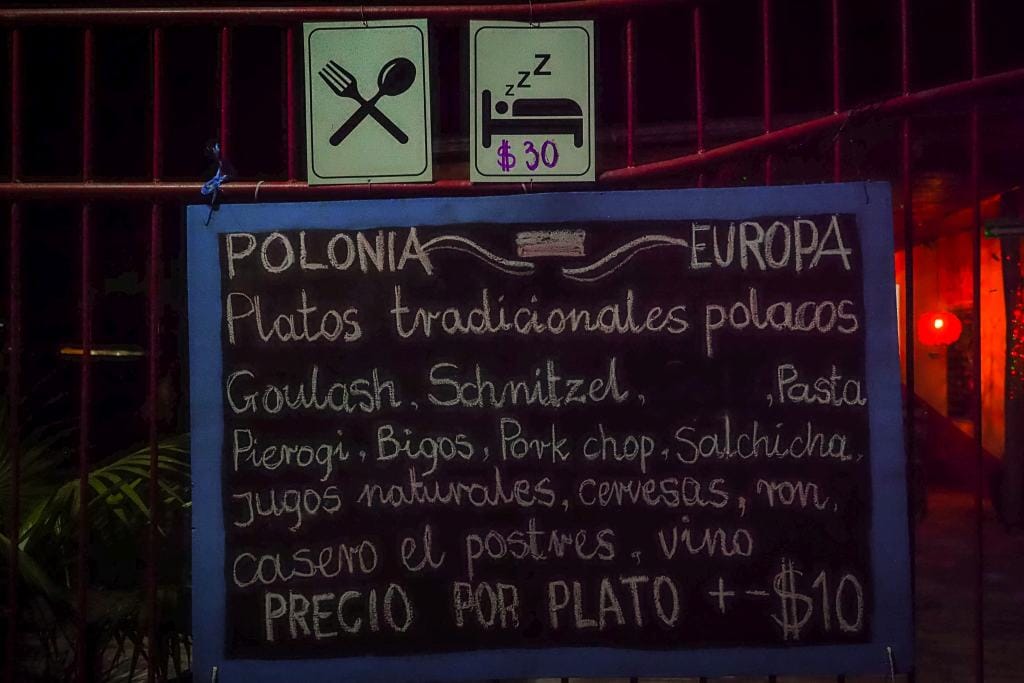 zzZ
$30
POLONIA EUROPA
Platos tradicionales polacos
Goulash, Schnitzel, , Pasta
Pierogi, Bigos, Pork chop, Salchicha,
jugos naturales, cervesas, ron,
casero el postres, vino
PRECIO POR PLATO +-$10